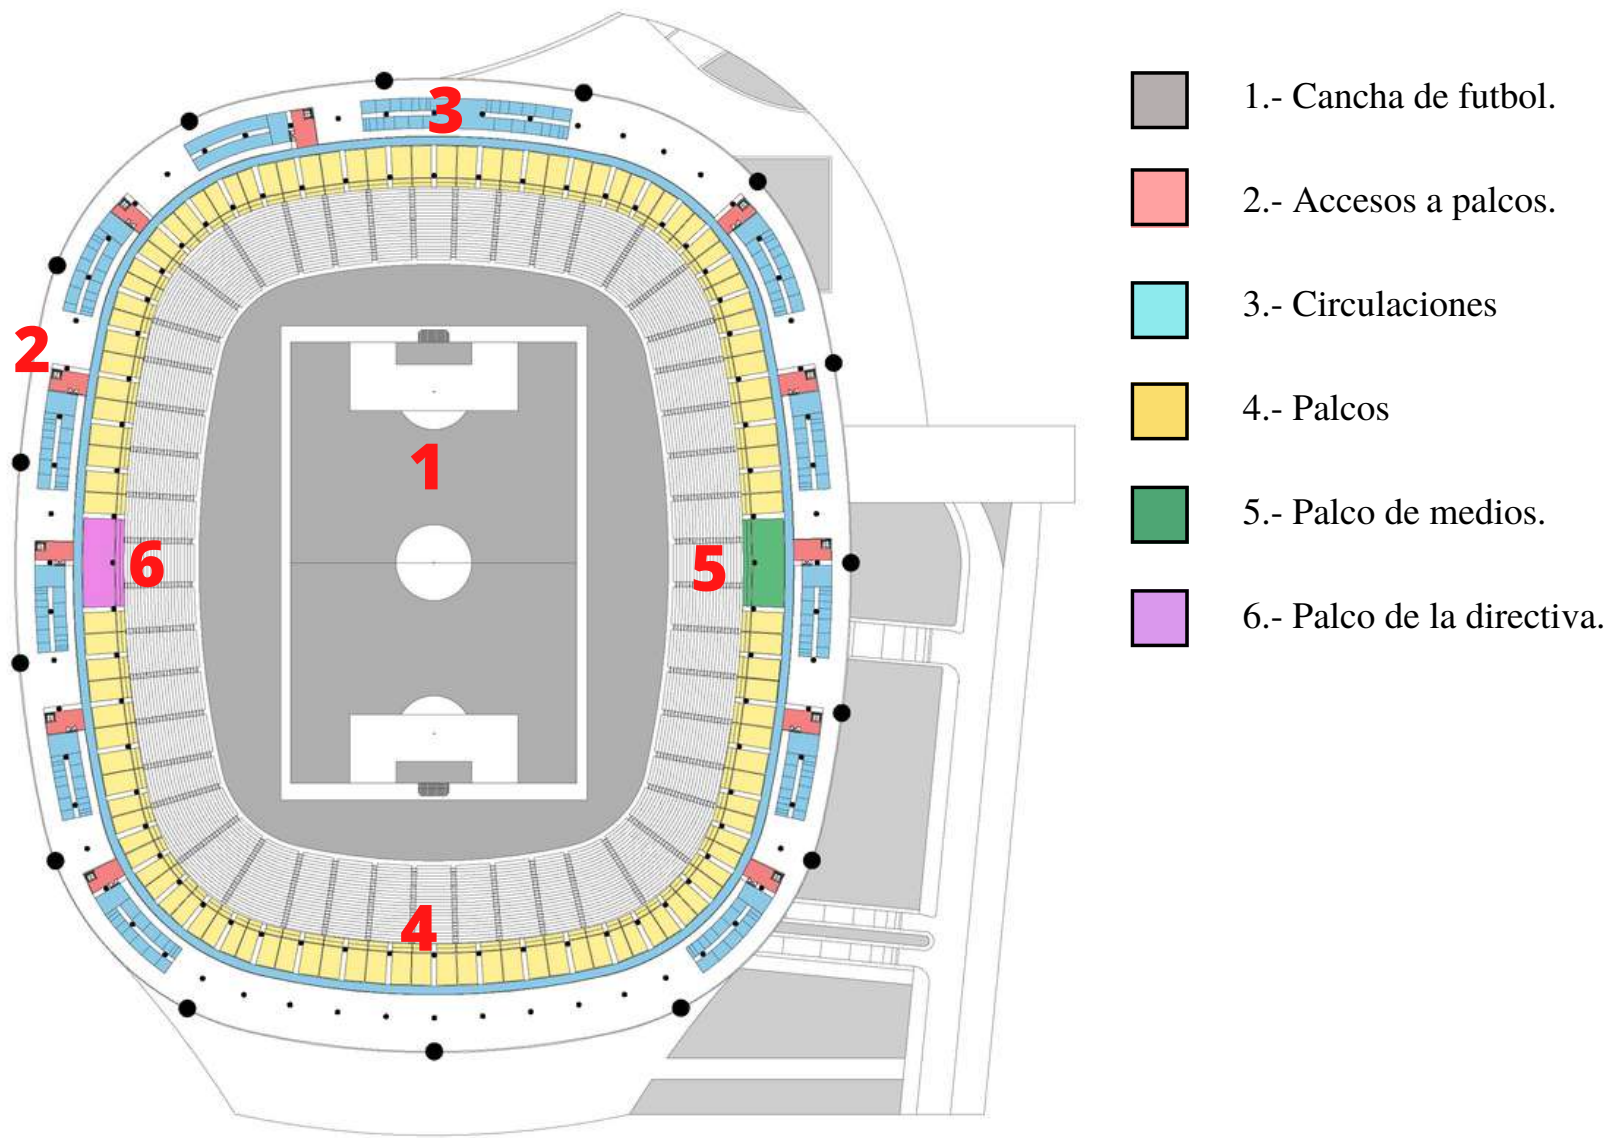 3
2
1
6
5
4
1.- Cancha de futbol.
2.- Accesos a palcos.
3.- Circulaciones
4.- Palcos
5.- Palco de medios.
6.- Palco de la directiva.